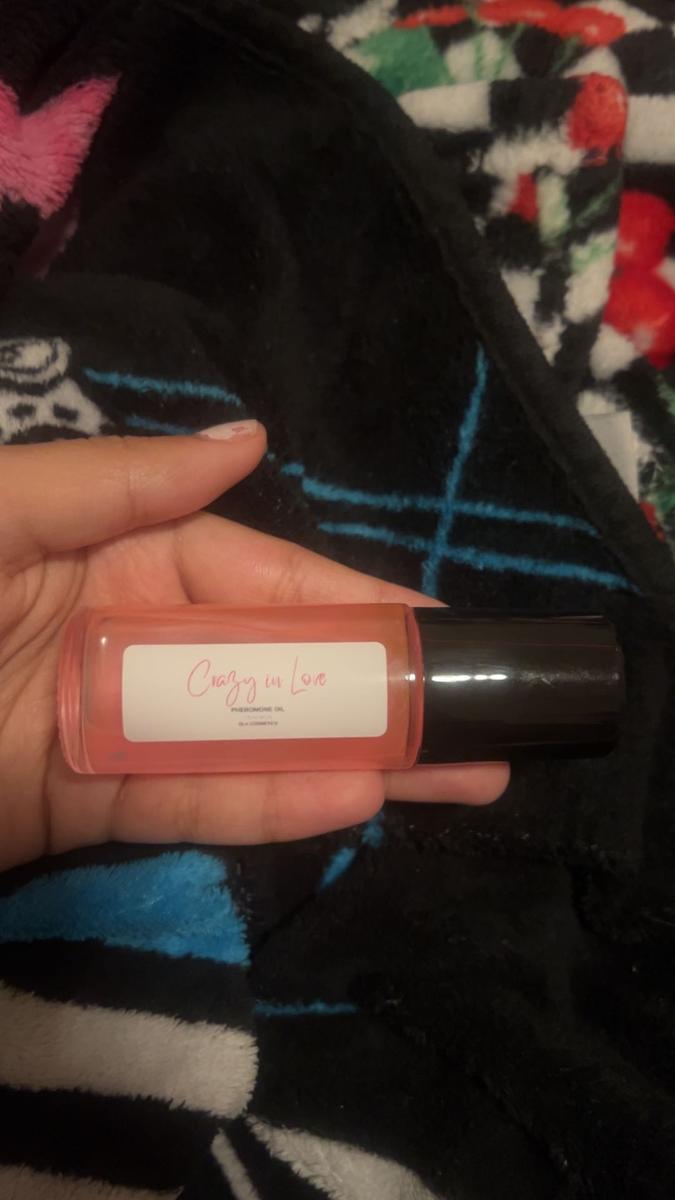 Crazy in Love
PHEROMONE OIL
COSMETICS